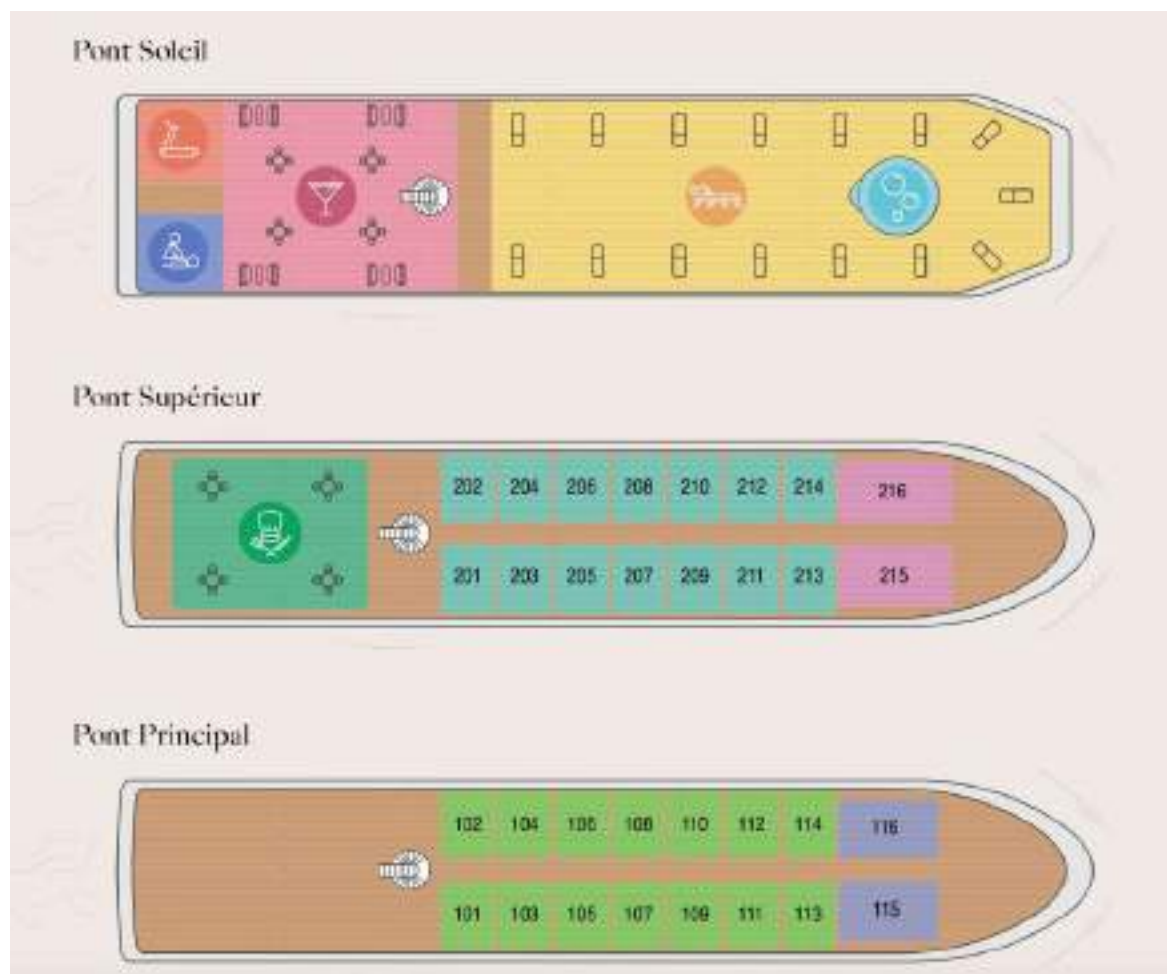 Pont Soleil
Pont Supérieur
202 204 206 208 210 212 214 216
201 203 205 207 209 211 213 215
Pont Principal
102 104 106 108 110 112 114 116
101 103 105 107 109 111 113 115